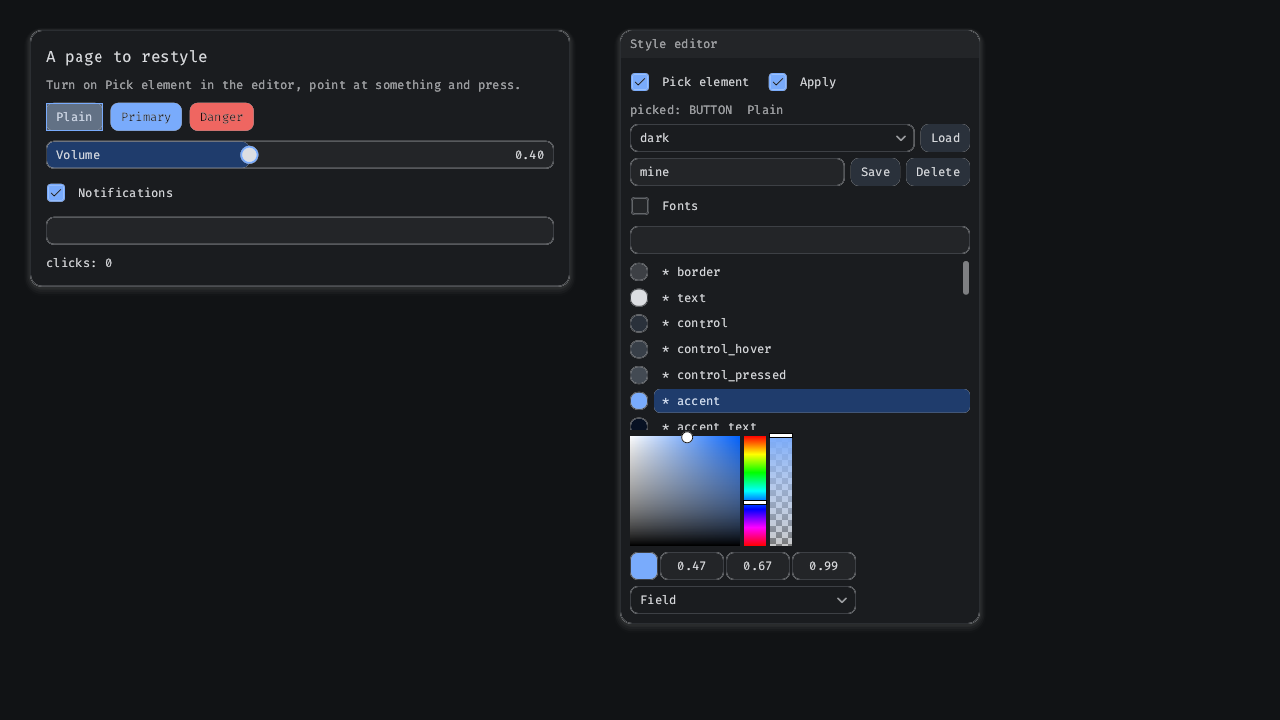 A page to restyle
Turn on Pick element in the editor, point at something and press.
Plain Primary Danger
Volume 0.40
Notifications
clicks: 0
Style editor
Pick element Apply
picked: BUTTON Plain
dark Load
mine Save Delete
Fonts
* border
* text
* control
* control_hover
* control_pressed
* accent
* accent_text
0.47 0.67 0.99
Field